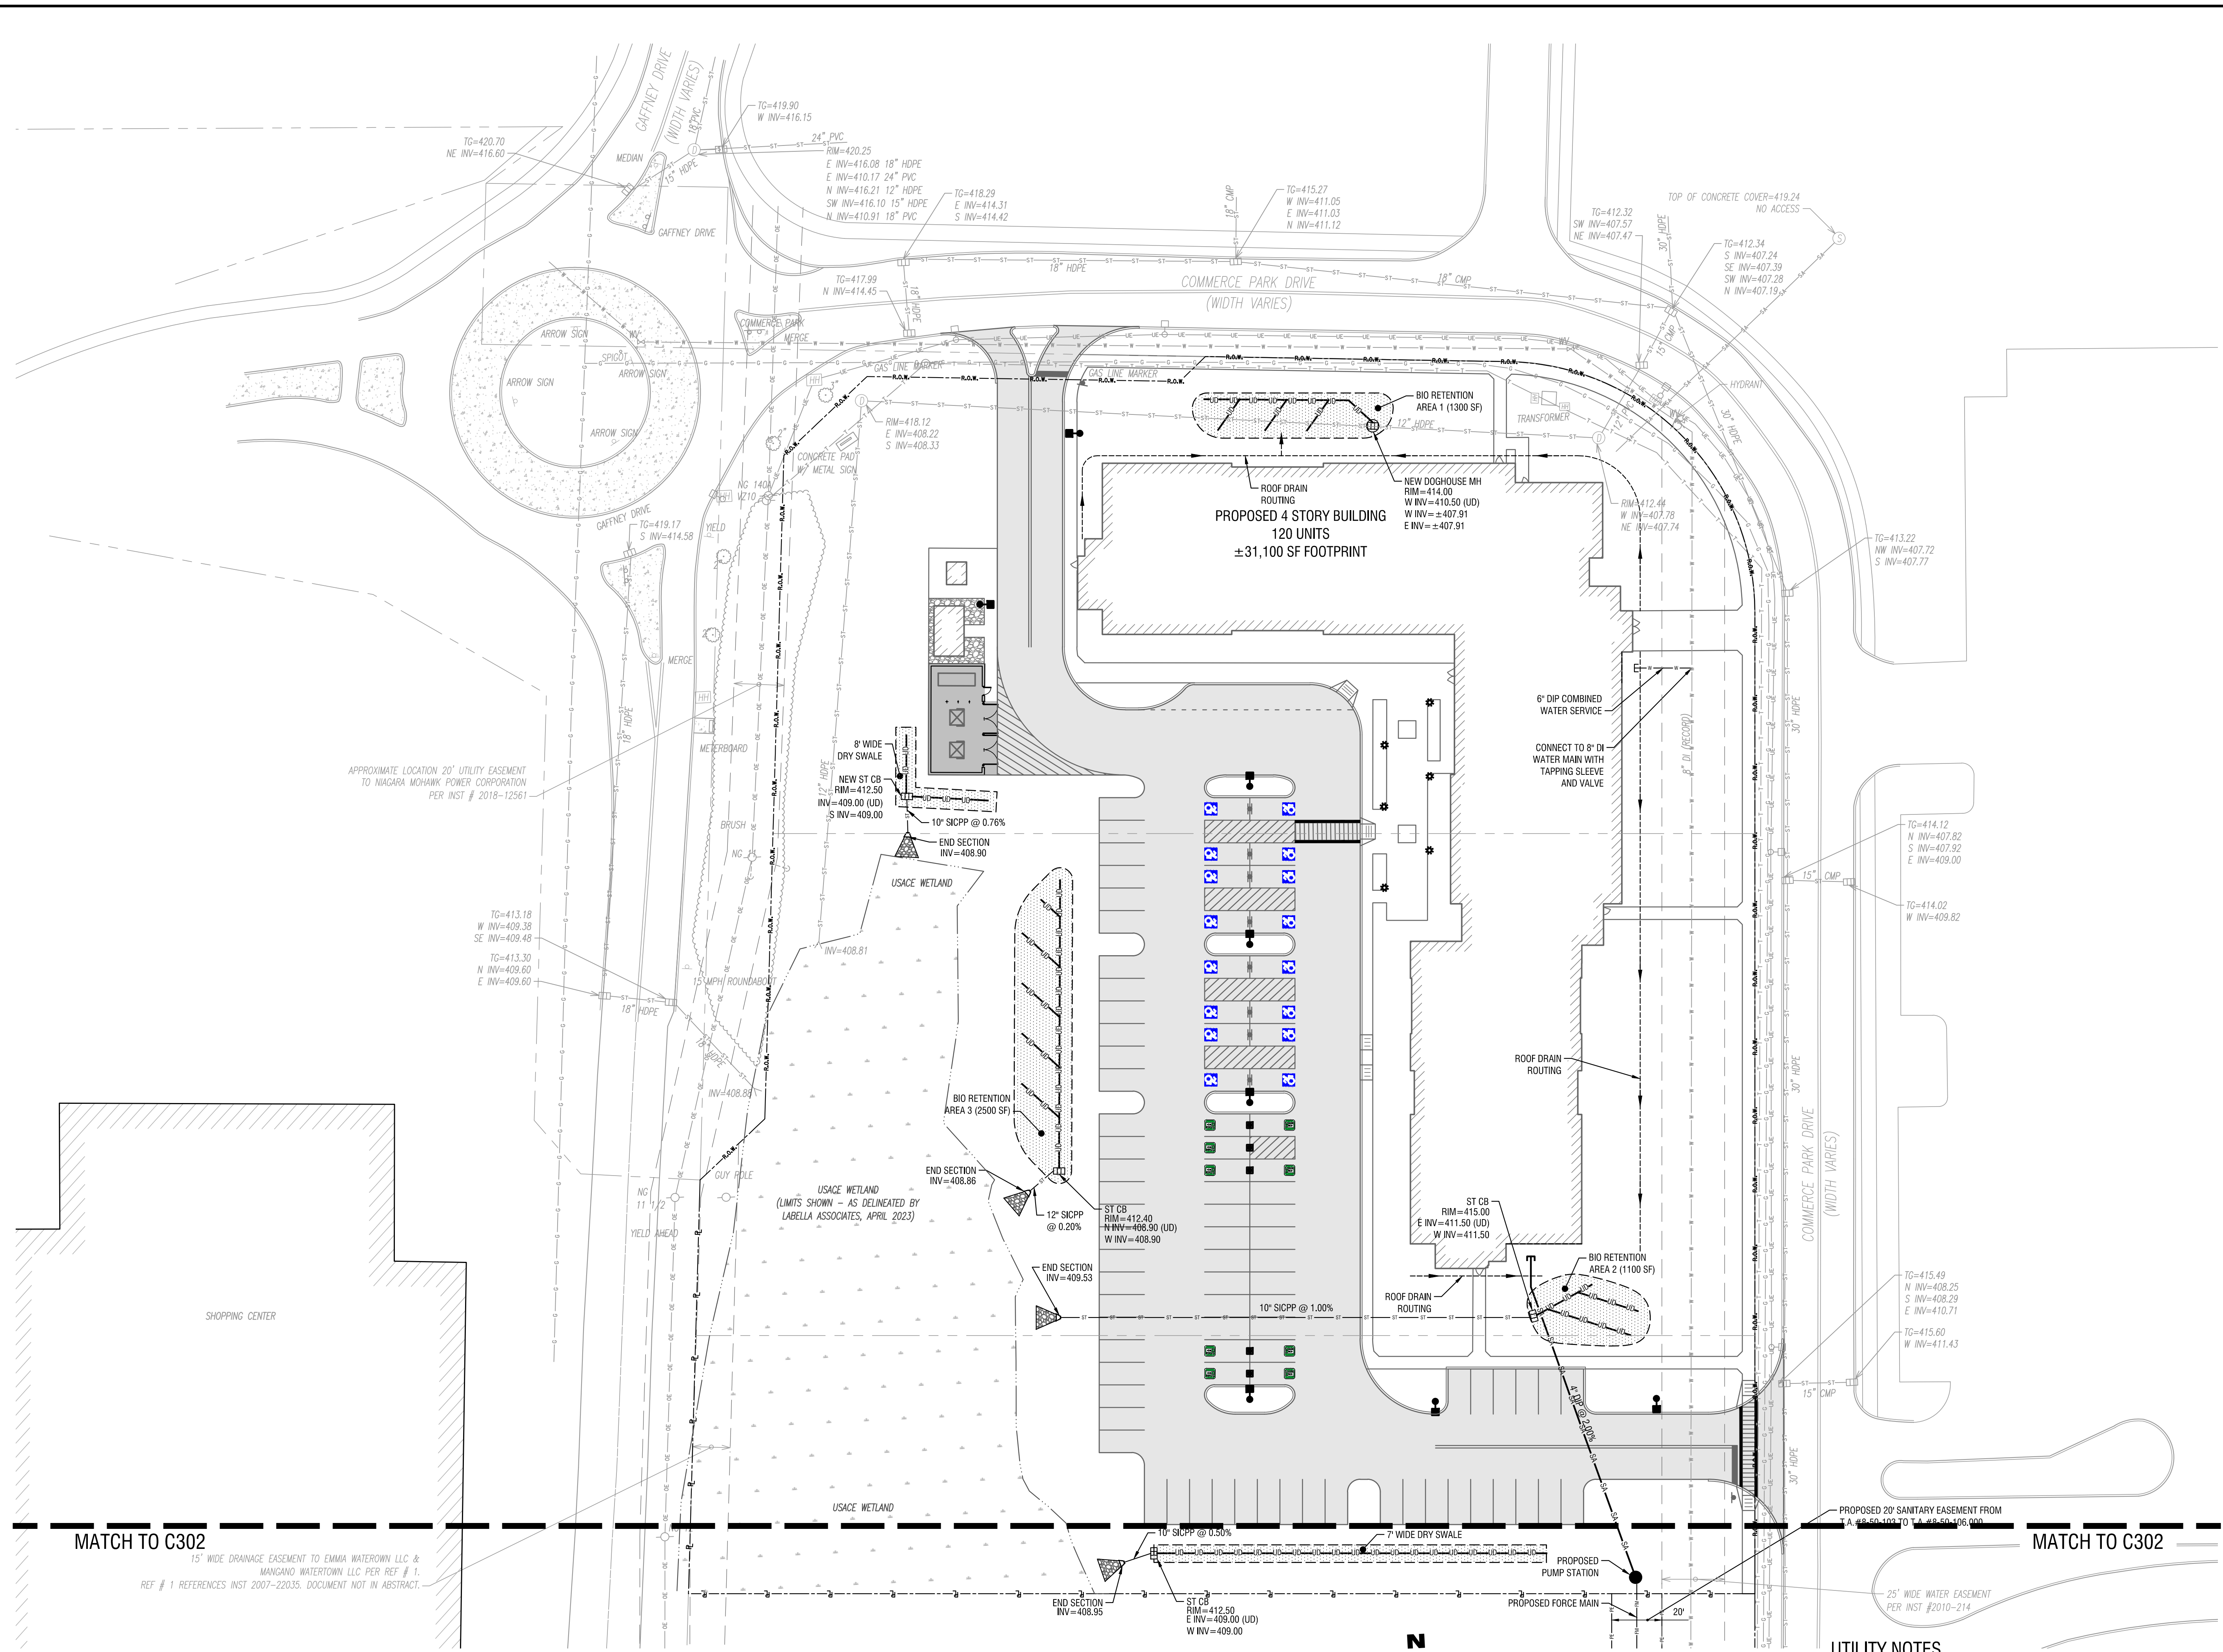 GAFFNEY DRIVE
(WIDTH VARIES)
18" PVC
TG=419.90
W INV=416.15
24" PVC
TG=420.70
NE INV=416.60
MEDIAN
15" HDPE
RIM=420.25
E INV=416.08 18" HDPE
E INV=410.17 24" PVC
N INV=416.21 12" HDPE
SW INV=416.10 15" HDPE
N INV=410.91 18" PVC
GAFFNEY DRIVE
TG=418.29
E INV=414.31
S INV=414.42
18" CMP
TG=415.27
W INV=411.05
E INV=411.03
N INV=411.12
TOP OF CONCRETE COVER=419.24
NO ACCESS
TG=412.32
SW INV=407.57
NE INV=407.47
30" HDPE
TG=412.34
S INV=407.24
SE INV=407.39
SW INV=407.28
N INV=407.19
18" HDPE
18" CMP
COMMERCE PARK DRIVE
(WIDTH VARIES)
TG=417.99
N INV=414.45
18" HDPE
15" CMP
COMMERCE PARK
MERGE
ARROW SIGN
SPIGOT
ARROW SIGN
ARROW SIGN
ARROW SIGN
GAS LINE MARKER
GAS LINE MARKER
HYDRANT
TRANSFORMER
30" HDPE
BIO RETENTION
AREA 1 (1300 SF)
12" HDPE
RIM=418.12
E INV=408.22
S INV=408.33
CONCRETE PAD
W/ METAL SIGN
NG 140A
V210
ROOF DRAIN
ROUTING
NEW DOGHOUSE MH
RIM=414.00
W INV=410.50 (UD)
W INV=±407.91
E INV=±407.91
PROPOSED 4 STORY BUILDING
120 UNITS
±31,100 SF FOOTPRINT
RIM=412.44
W INV=407.78
NE INV=407.74
GAFFNEY DRIVE
TG=419.17
S INV=414.58
YIELD
MERGE
TG=413.22
NW INV=407.72
S INV=407.77
18" HDPE
METERBOARD
APPROXIMATE LOCATION 20' UTILITY EASEMENT
TO NIAGARA MOHAWK POWER CORPORATION
PER INST # 2018-12561
8' WIDE
DRY SWALE
12" HDPE
NEW ST CB
RIM=412.50
INV=409.00 (UD)
S INV=409.00
10" SICPP @ 0.76%
END SECTION
INV=408.90
6" DIP COMBINED
WATER SERVICE
8" DI (RECORD)
30" HDPE
CONNECT TO 8" DI
WATER MAIN WITH
TAPPING SLEEVE
AND VALVE
BRUSH
NG 11
USACE WETLAND
TG=414.12
N INV=407.82
S INV=407.92
E INV=409.00
15" CMP
TG=414.02
W INV=409.82
TG=413.18
W INV=409.38
SE INV=409.48
TG=413.30
N INV=409.60
E INV=409.60
18" HDPE
INV=408.81
15 MPH ROUNDABOUT
18" HDPE
INV=408.88
BIO RETENTION
AREA 3 (2500 SF)
ROOF DRAIN
ROUTING
30" HDPE
COMMERCE PARK DRIVE
(WIDTH VARIES)
GUY POLE
NG
11 1/2
YIELD AHEAD
END SECTION
INV=408.86
USACE WETLAND
(LIMITS SHOWN - AS DELINEATED BY
LABELLA ASSOCIATES, APRIL 2023)
12" SICPP
@ 0.20%
ST CB
RIM=412.40
N INV=408.90 (UD)
W INV=408.90
ST CB
RIM=415.00
E INV=411.50 (UD)
W INV=411.50
BIO RETENTION
AREA 2 (1100 SF)
END SECTION
INV=409.53
10" SICPP @ 1.00%
ROOF DRAIN
ROUTING
SHOPPING CENTER
TG=415.49
N INV=408.25
S INV=408.29
E INV=410.71
TG=415.60
W INV=411.43
15" CMP
4" DIP @ 2.00%
30" HDPE
USACE WETLAND
PROPOSED 20' SANITARY EASEMENT FROM
T.A. #8-50-103 TO T.A. #8-50-106.000
MATCH TO C302
MATCH TO C302
10" SICPP @ 0.50%
7' WIDE DRY SWALE
15' WIDE DRAINAGE EASEMENT TO EMMIA WATEROWN LLC &
MANGANO WATERTOWN LLC PER REF # 1.
REF # 1 REFERENCES INST 2007-22035. DOCUMENT NOT IN ABSTRACT.
PROPOSED
PUMP STATION
END SECTION
INV=408.95
ST CB
RIM=412.50
E INV=409.00 (UD)
W INV=409.00
PROPOSED FORCE MAIN
20'
25' WIDE WATER EASEMENT
PER INST #2010-214
N
UTILITY NOTES